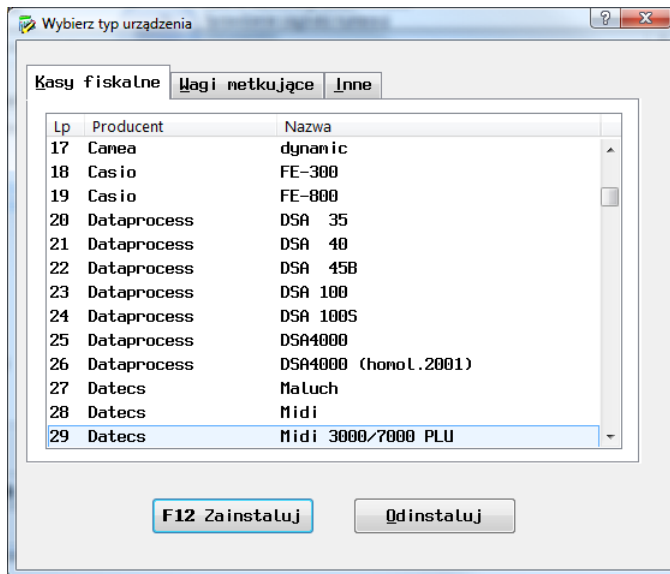 Wybierz typ urządzenia
Kasy fiskalne Wagi metkujące Inne
Lp Producent Nazwa
17 Camea dynamic
18 Casio FE-300
19 Casio FE-800
20 Dataprocess DSA 35
21 Dataprocess DSA 40
22 Dataprocess DSA 45B
23 Dataprocess DSA 100
24 Dataprocess DSA 100S
25 Dataprocess DSA4000
26 Dataprocess DSA4000 (homol.2001)
27 Datecs Maluch
28 Datecs Midi
29 Datecs Midi 3000/7000 PLU
F12 Zainstaluj Odinstaluj